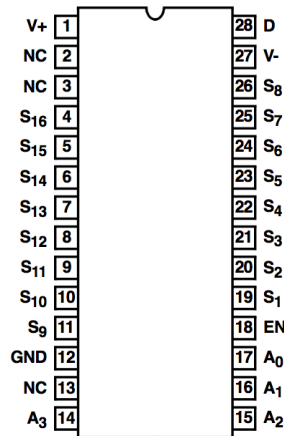 V+ 1 28 D
NC 2 27 V-
NC 3 26 S8
S16 4 25 S7
S15 5 24 S6
S14 6 23 S5
S13 7 22 S4
S12 8 21 S3
S11 9 20 S2
S10 10 19 S1
S9 11 18 EN
GND 12 17 A0
NC 13 16 A1
A3 14 15 A2